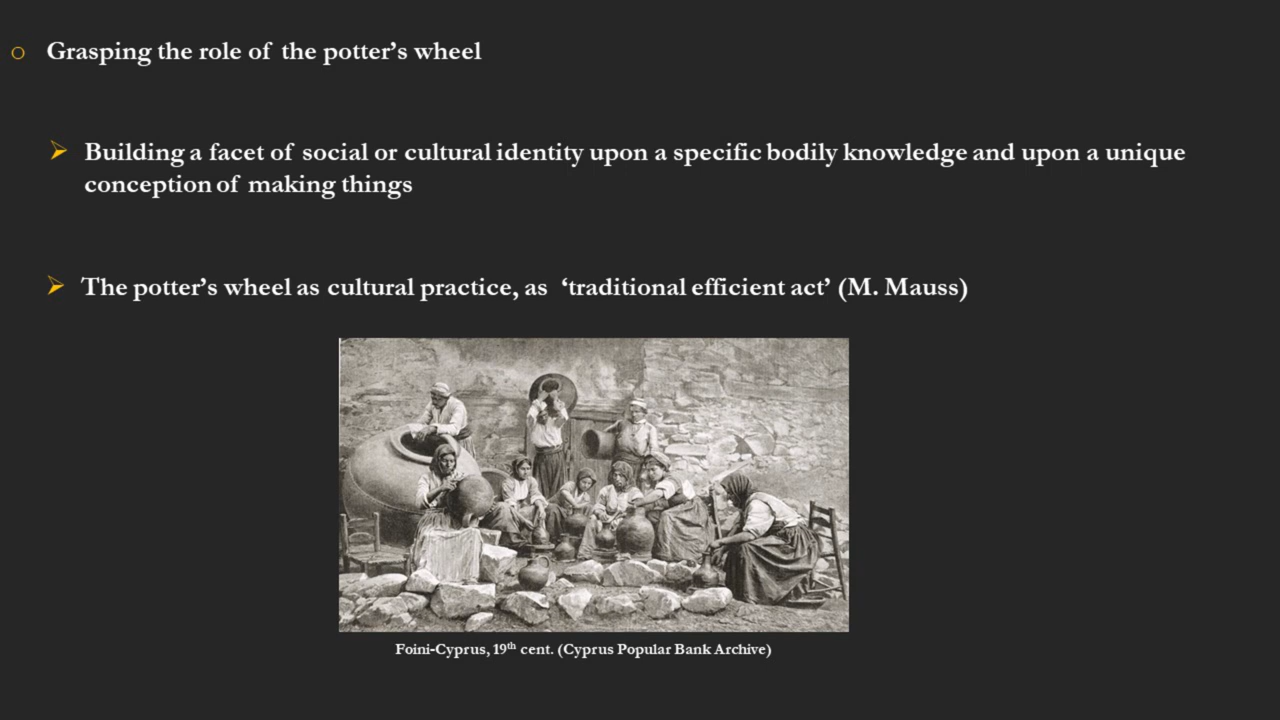 Grasping the role of the potter’s wheel
Building a facet of social or cultural identity upon a specific bodily knowledge and upon a unique
conception of making things
The potter’s wheel as cultural practice, as ‘traditional efficient act’ (M. Mauss)
Foini-Cyprus, 19th cent. (Cyprus Popular Bank Archive)